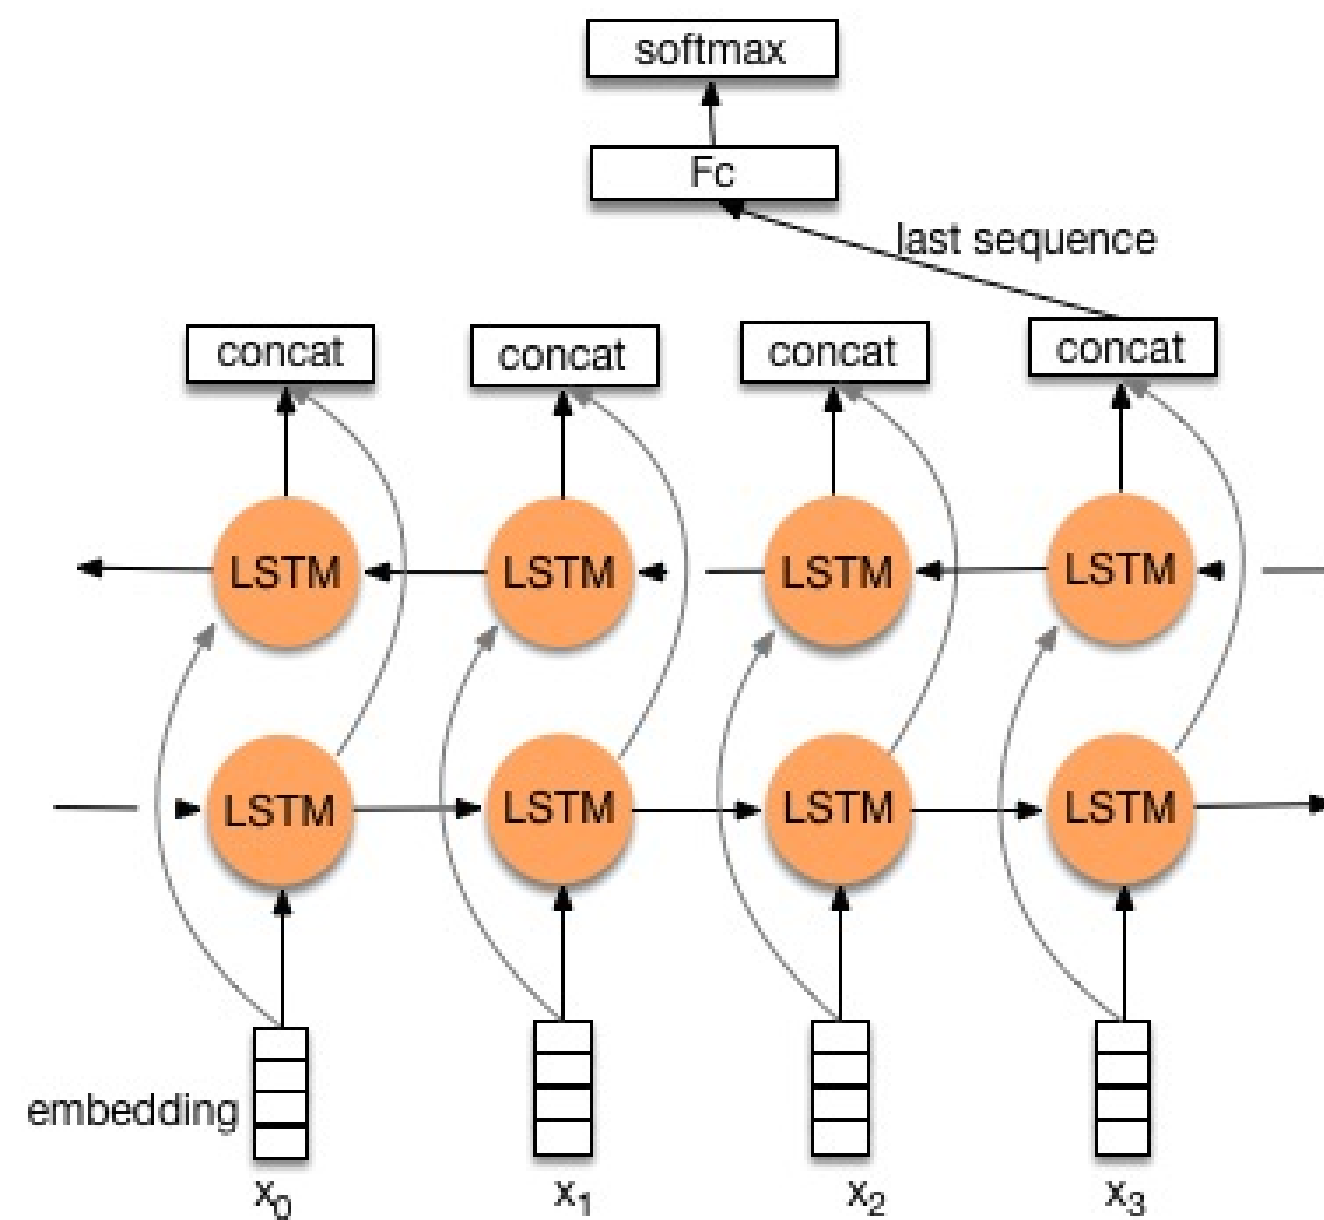 softmax
Fc
last sequence
concat concat concat concat
LSTM LSTM LSTM LSTM
LSTM LSTM LSTM LSTM
embedding
x0 x1 x2 x3